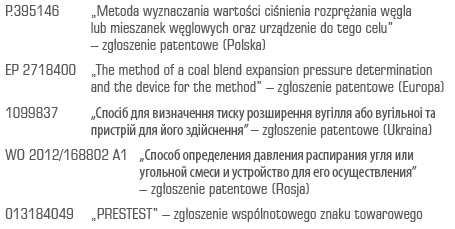 P.395146 „Metoda wyznaczania wartości ciśnienia rozprężania węgla
lub mieszanek węglowych oraz urządzenie do tego celu"
– zgłoszenie patentowe (Polska)
EP 2718400 „The method of a coal blend expansion pressure determination
and the device for the method" – zgłoszenie patentowe (Europa)
1099837 „Спосіб для визначення тиску розширення вугілля або вугільної та
пристрій для його здійснення" – zgłoszenie patentowe (Ukraina)
WO 2012/168802 A1 „Способ определения давления распирания угля или
угольной смеси и устройство для его осуществления"
– zgłoszenie patentowe (Rosja)
013184049 „PRESTEST" – zgłoszenie wspólnotowego znaku towarowego